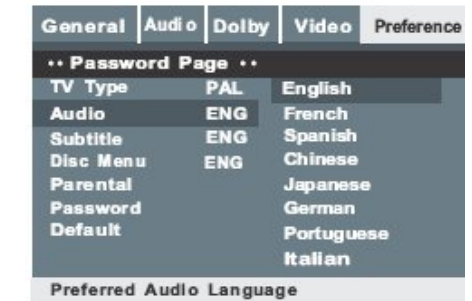 General Audio Dolby Video Preference
·· Password Page ··
TV Type PAL English
Audio ENG French
Subtitle ENG Spanish
Disc Menu ENG Chinese
Parental Japanese
Password German
Default Portuguese
Italian
Preferred Audio Language